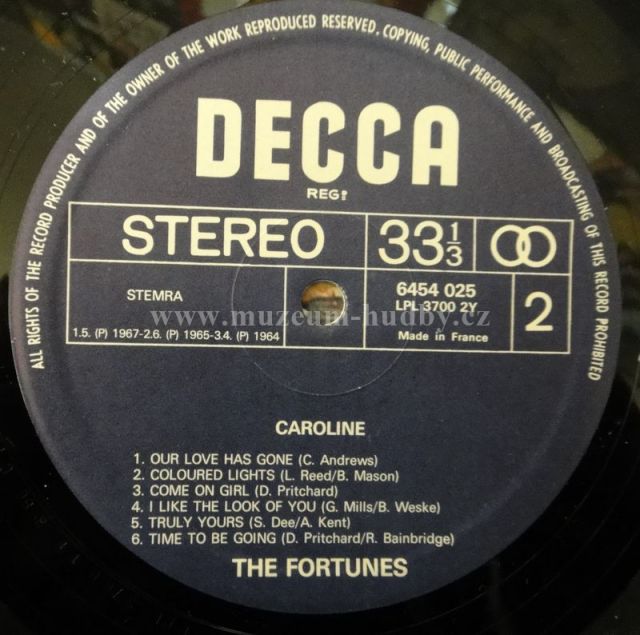 ALL RIGHTS OF THE RECORD PRODUCER AND OF THE OWNER OF THE WORK REPRODUCED RESERVED. COPYING, PUBLIC PERFORMANCE AND BROADCASTING OF THIS RECORD PROHIBITED
DECCA
REG:
STEREO
33 1/3
STEMRA
1.5. (P) 1967-2.6. (P) 1965-3.4. (P) 1964
6454 025
LPL 3700 2Y
Made in France
2
www.muzeum-hudby.cz
CAROLINE
1. OUR LOVE HAS GONE (C. Andrews)
2. COLOURED LIGHTS (L. Reed/B. Mason)
3. COME ON GIRL (D. Pritchard)
4. I LIKE THE LOOK OF YOU (G. Mills/B. Weske)
5. TRULY YOURS (S. Dee/A. Kent)
6. TIME TO BE GOING (D. Pritchard/R. Bainbridge)
THE FORTUNES